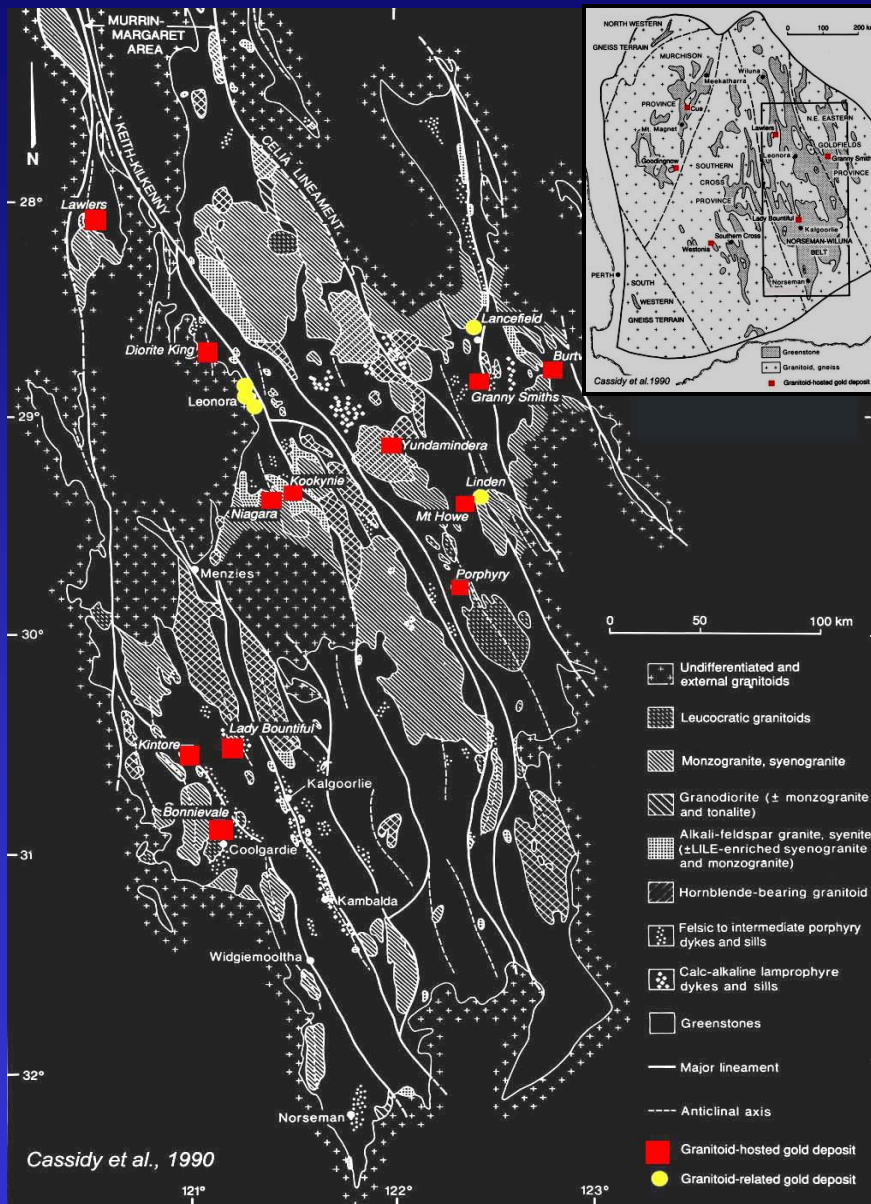 MURRIN-
MARGARET
AREA
N
KEITH-KILKENNY
CELIA LINEAMENT.
28°
29°
30°
31°
32°
121°
122°
123°
Lawlers
Diorite King
Leonora
Lancefield
Burtv
Granny Smiths
Yundamindera
Kookynie
Niagara
Linden
Mt Howe
Porphyry
Menzies
Lady Bountiful
Kintore
Kalgoorlie
Bonnievale
Coolgardie
Kambalda
Widgiemooltha
Norseman
Cassidy et al., 1990
NORTH WESTERN
GNEISS TERRAIN
MURCHISON
Meekatharra
Wiluna
PROVINCE
Cue
Mt. Magnet
Lawlers
N.E. EASTERN
Leonora
GOLDFIELDS
Granny Smith
PROVINCE
Goodingnow
SOUTHERN
CROSS
PROVINCE
Lady Bountiful
Kalgoorlie
Southern Cross
Westonia
NORSEMAN-WILUNA
BELT
Norseman
PERTH
SOUTH
WESTERN
GNEISS TERRAIN
0 100 200 k
Greenstone
Granitoid, gneiss
Granitoid-hosted gold deposit
Cassidy et al.1990
0 50 100 km
Undifferentiated and
external granitoids
Leucocratic granitoids
Monzogranite, syenogranite
Granodiorite (± monzogranite
and tonalite)
Alkali-feldspar granite, syenite
(±LILE-enriched syenogranite
and monzogranite)
Hornblende-bearing granitoid
Felsic to intermediate porphyry
dykes and sills
Calc-alkaline lamprophyre
dykes and sills
Greenstones
Major lineament
Anticlinal axis
Granitoid-hosted gold deposit
Granitoid-related gold deposit